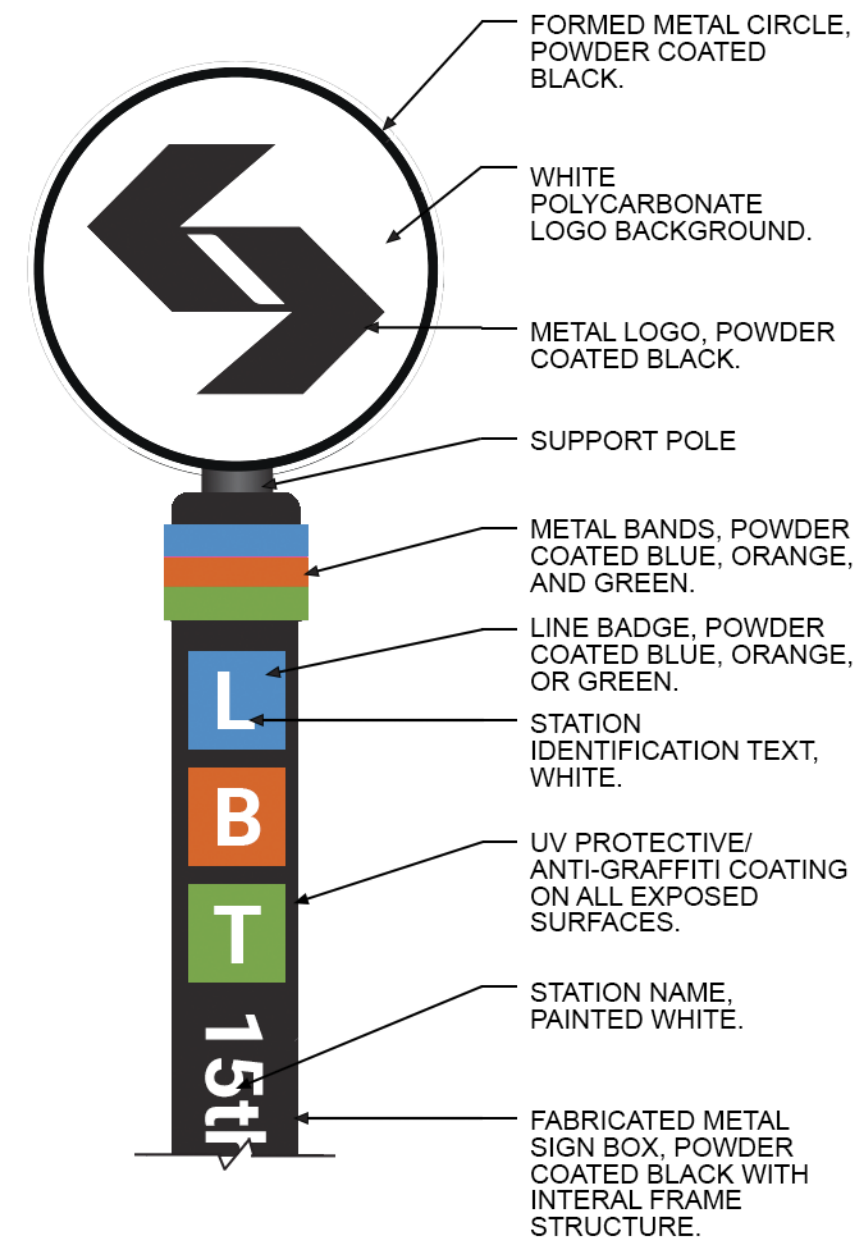 FORMED METAL CIRCLE,
POWDER COATED
BLACK.
WHITE
POLYCARBONATE
LOGO BACKGROUND.
METAL LOGO, POWDER
COATED BLACK.
SUPPORT POLE
METAL BANDS, POWDER
COATED BLUE, ORANGE,
AND GREEN.
LINE BADGE, POWDER
COATED BLUE, ORANGE,
OR GREEN.
L
STATION
IDENTIFICATION TEXT,
WHITE.
B
UV PROTECTIVE/
ANTI-GRAFFITI COATING
ON ALL EXPOSED
SURFACES.
T
STATION NAME,
PAINTED WHITE.
15th
FABRICATED METAL
SIGN BOX, POWDER
COATED BLACK WITH
INTERAL FRAME
STRUCTURE.